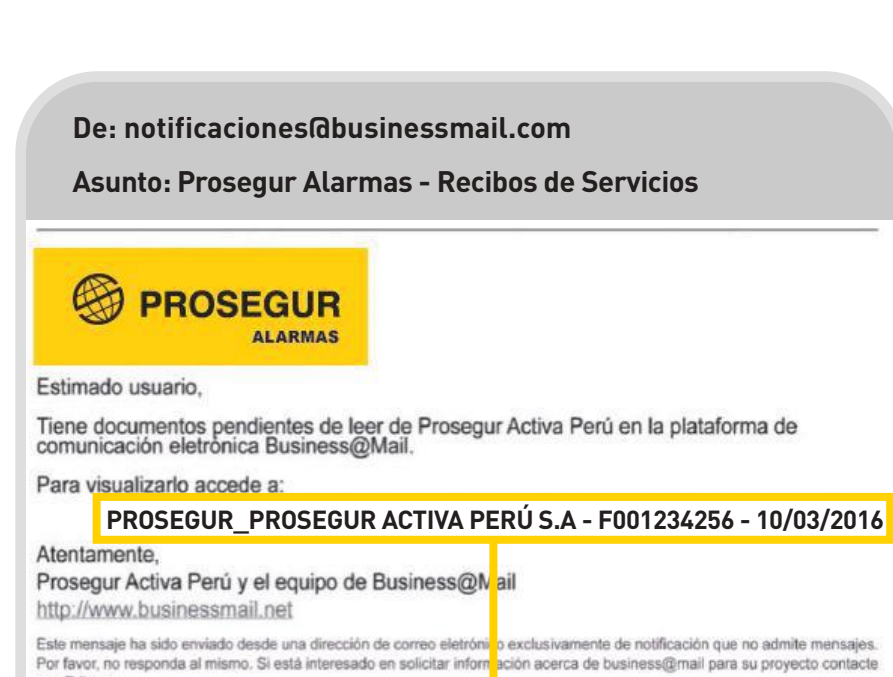 De: notificaciones@businessmail.com
Asunto: Prosegur Alarmas - Recibos de Servicios
PROSEGUR
ALARMAS
Estimado usuario,
Tiene documentos pendientes de leer de Prosegur Activa Perú en la plataforma de
comunicación eletrónica Business@Mail.
Para visualizarlo accede a:
PROSEGUR_PROSEGUR ACTIVA PERÚ S.A - F001234256 - 10/03/2016
Atentamente,
Prosegur Activa Perú y el equipo de Business@Mail
http://www.businessmail.net
Este mensaje ha sido enviado desde una dirección de correo eletrónico exclusivamente de notificación que no admite mensajes.
Por favor, no responda al mismo. Si está interesado en solicitar información acerca de business@mail para su proyecto contacte